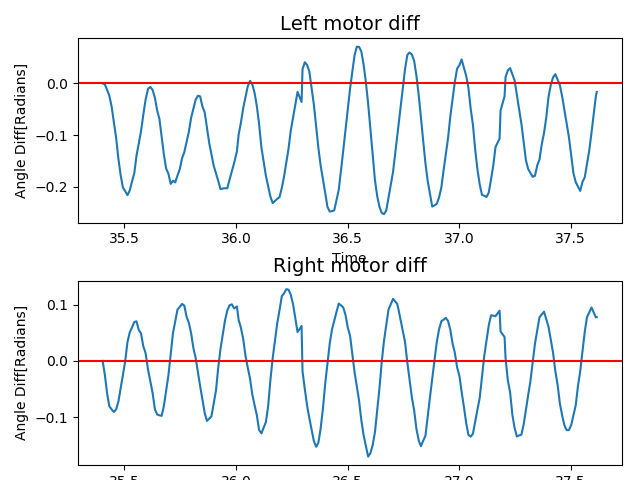 Left motor diff
Angle Diff[Radians]
0.0
−0.1
−0.2
35.5 36.0 36.5 37.0 37.5
Time
Right motor diff
Angle Diff[Radians]
0.1
0.0
−0.1
35.5 36.0 36.5 37.0 37.5